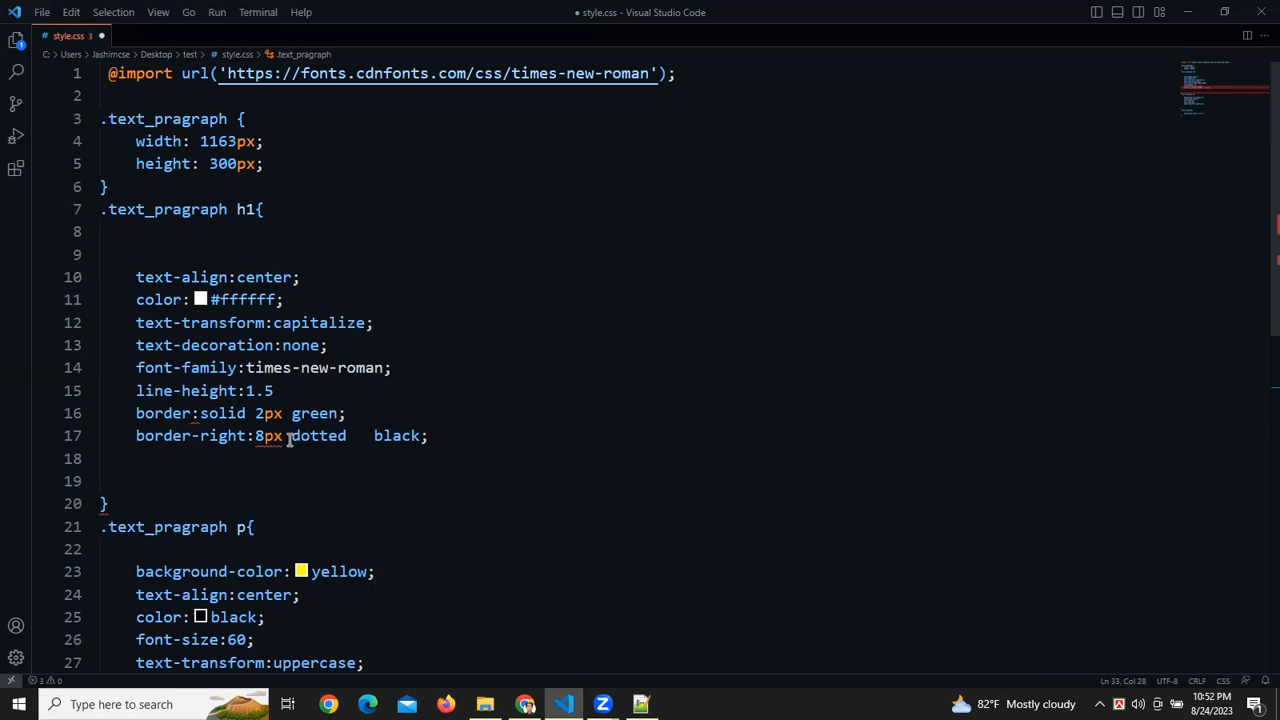 File Edit Selection View Go Run Terminal Help
● style.css - Visual Studio Code
# style.css 3 ●
C: > Users > Jashimcse > Desktop > test > # style.css > .text_paragraph
1 @import url('https://fonts.cdnfonts.com/css/times-new-roman');
2
3 .text_pragraph {
4 width: 1163px;
5 height: 300px;
6 }
7 .text_pragraph h1{
8
9
10 text-align:center;
11 color: #ffffff;
12 text-transform:capitalize;
13 text-decoration:none;
14 font-family:times-new-roman;
15 line-height:1.5
16 border:solid 2px green;
17 border-right:8px dotted black;
18
19
20 }
21 .text_pragraph p{
22
23 background-color: yellow;
24 text-align:center;
25 color: black;
26 font-size:60;
27 text-transform:uppercase;
1
3 0 Ln 33, Col 28 UTF-8 CRLF CSS
Type here to search
82°F Mostly cloudy
10:52 PM
8/24/2023